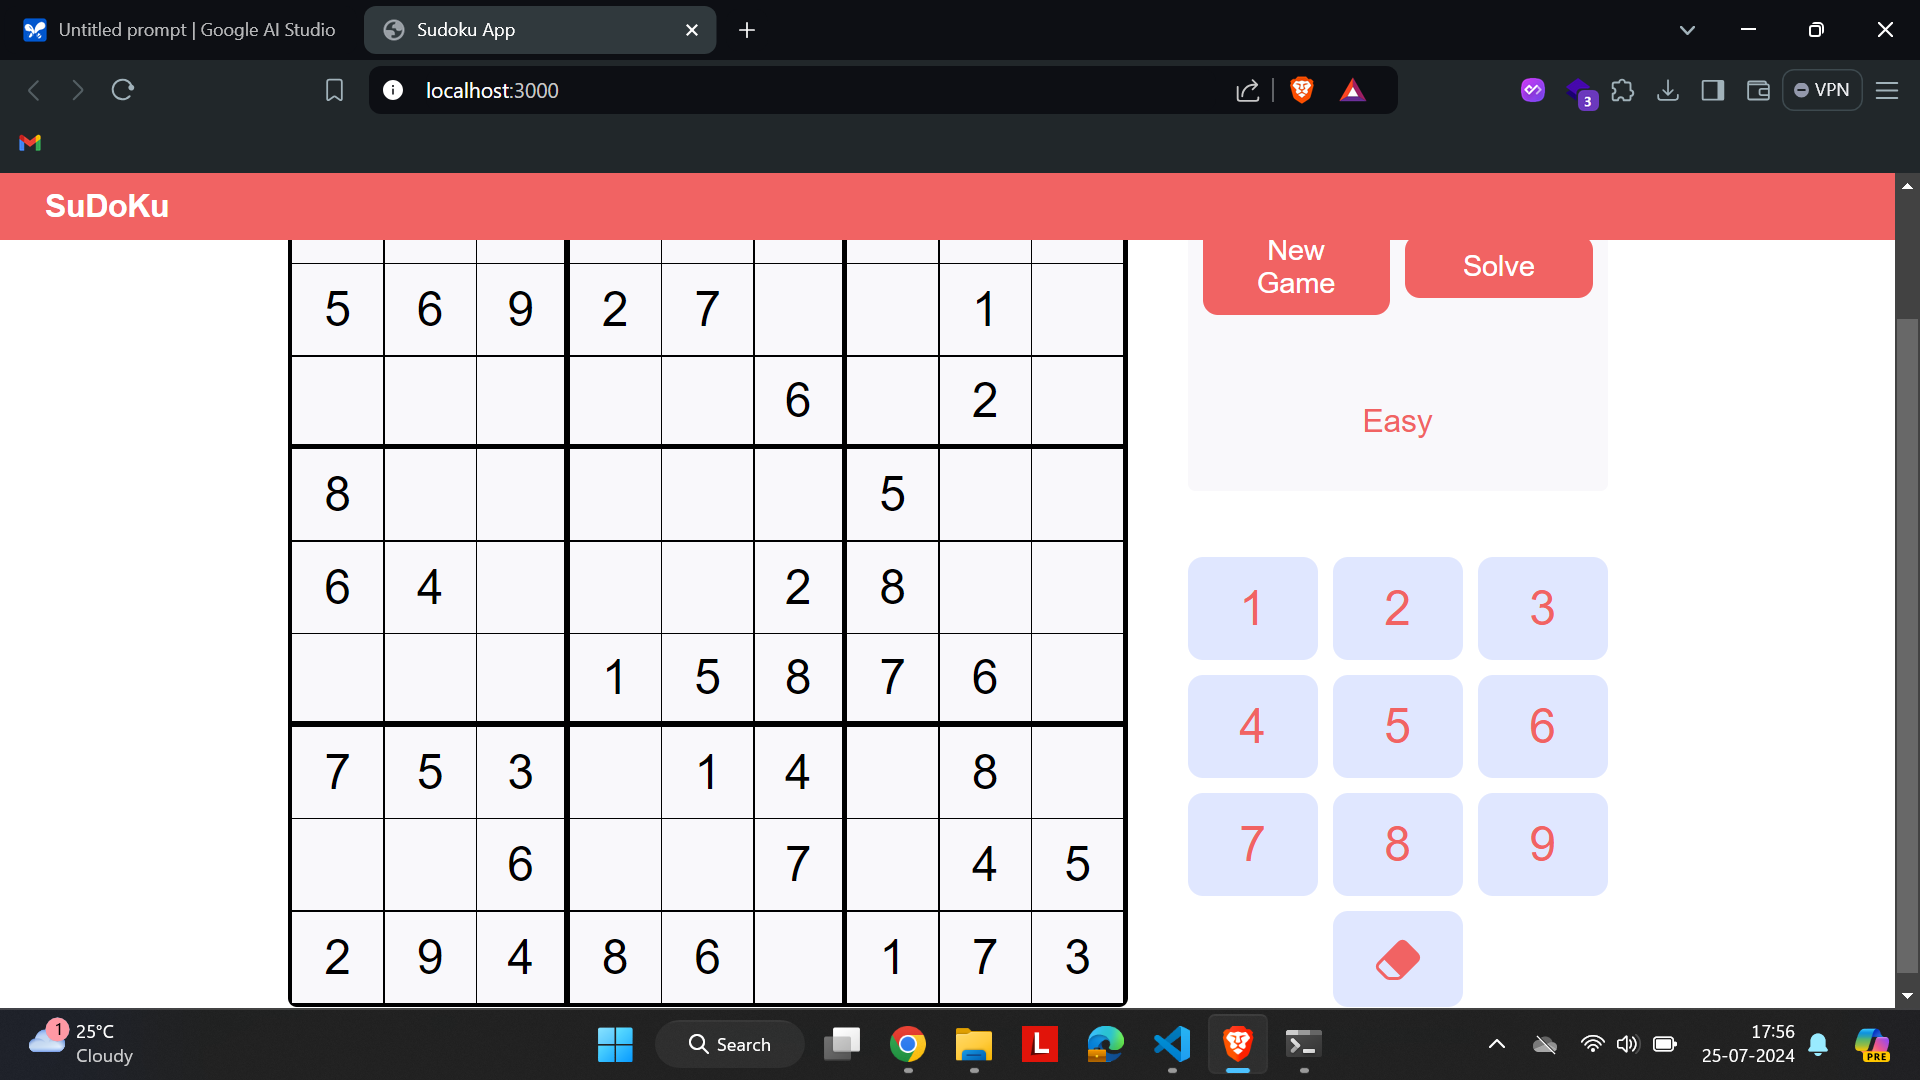 Untitled prompt | Google AI Studio
Sudoku App
localhost:3000
3
VPN
SuDoKu
New
Game
Solve
Easy
5 6 9 2 7 1
6 2
8 5
6 4 2 8
1 5 8 7 6
7 5 3 1 4 8
6 7 4 5
2 9 4 8 6 1 7 3
1 2 3
4 5 6
7 8 9
1
25°C
Cloudy
Search
L
17:56
25-07-2024
PRE